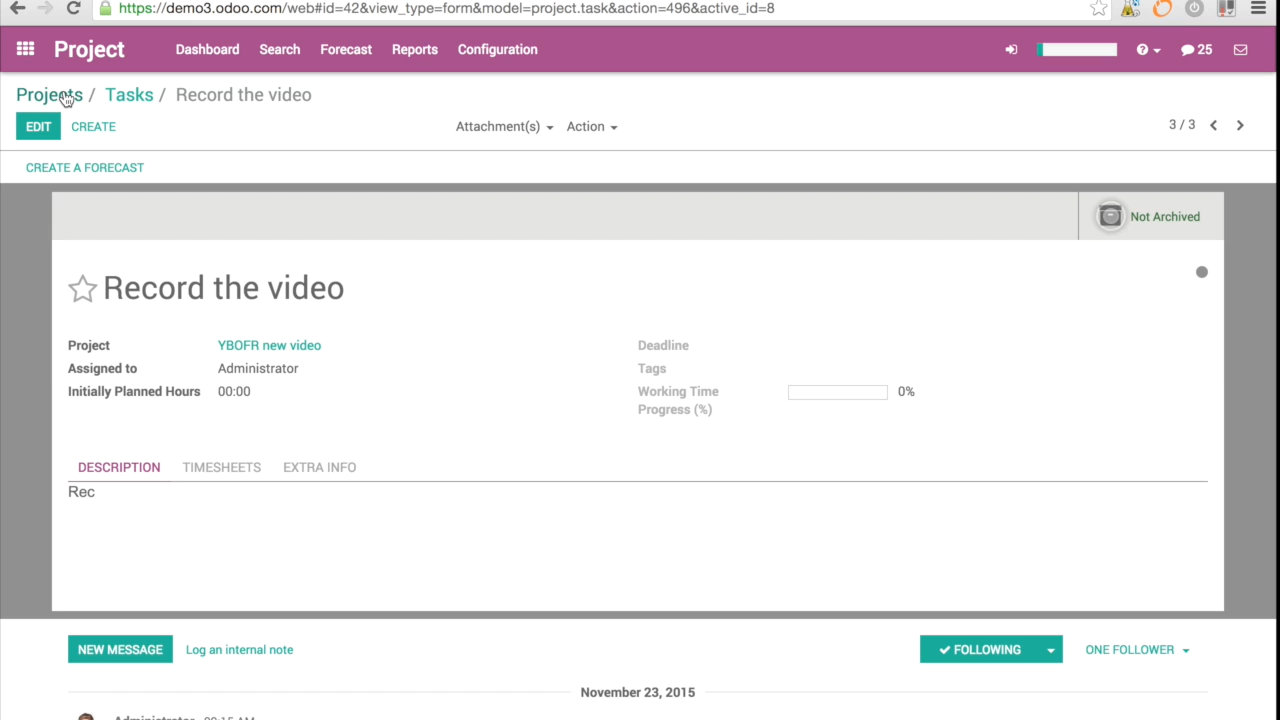 https://demo3.odoo.com/web#id=42&view_type=form&model=project.task&action=496&active_id=8
Project Dashboard Search Forecast Reports Configuration 25
Projects / Tasks / Record the video
EDIT CREATE Attachment(s) Action 3 / 3
CREATE A FORECAST
Not Archived
Record the video
Project YBOFR new video Deadline
Assigned to Administrator Tags
Initially Planned Hours 00:00 Working Time 0%
Progress (%)
DESCRIPTION TIMESHEETS EXTRA INFO
Rec
NEW MESSAGE Log an internal note FOLLOWING ONE FOLLOWER
November 23, 2015
Administrator 09:15 AM